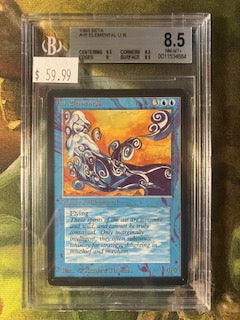 1993 BETA
AIR ELEMENTAL U B
CENTERING 8.5 CORNERS 8.5
EDGES 9 SURFACE 8.5
8.5
NM-MT+
0011534684
$ 59.99
Air Elemental
Flying
These spirits of the air are winsome
and wild, and cannot be truly
contained. Only marginally
intelligent, they often substitute
whimsy for strategy, delighting in
mischief and mayhem.
4/4